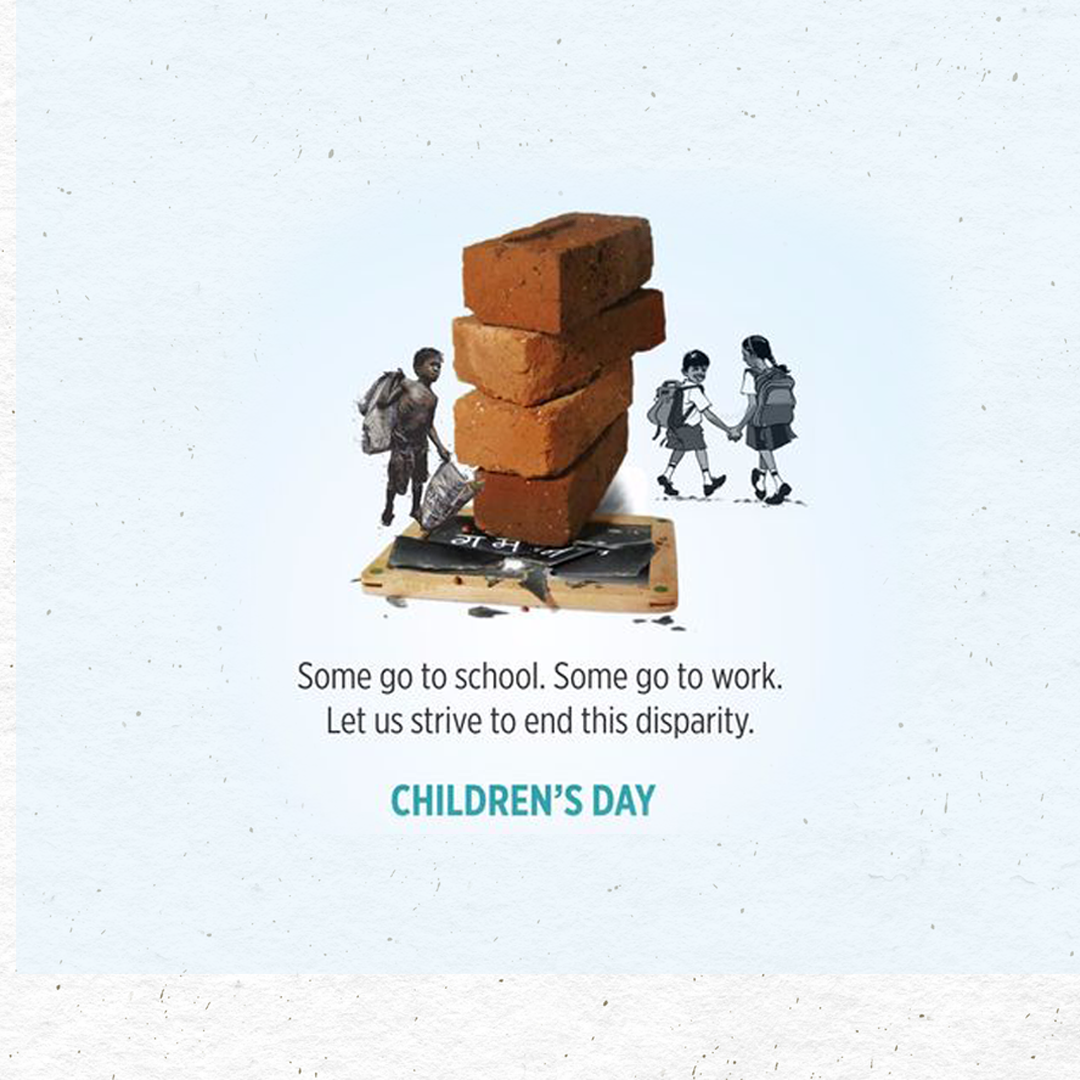 ग म
Some go to school. Some go to work.
Let us strive to end this disparity.
CHILDREN’S DAY